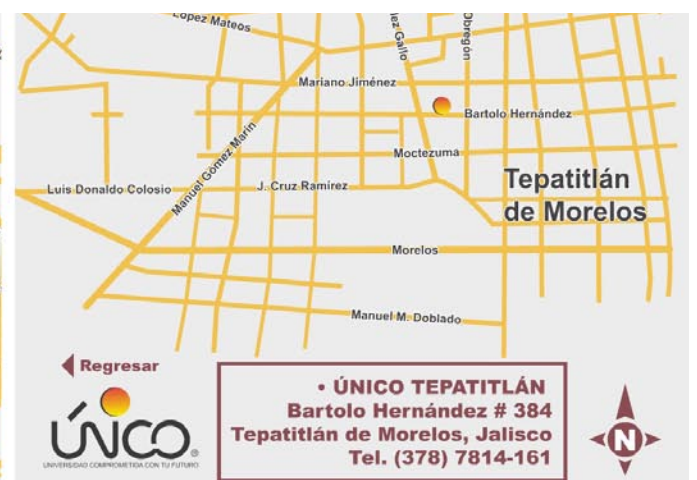 López Mateos
Mariano Jiménez
Gallo
Obregón
Bartolo Hernández
Manuel Gómez Marín
Moctezuma
Luis Donaldo Colosio
J. Cruz Ramírez
Tepatitlán
de Morelos
Morelos
Manuel M. Doblado
Regresar
• ÚNICO TEPATITLÁN
Bartolo Hernández # 384
Tepatitlán de Morelos, Jalisco
Tel. (378) 7814-161
ÚNICO®
UNIVERSIDAD COMPROMETIDA CON TU FUTURO
N